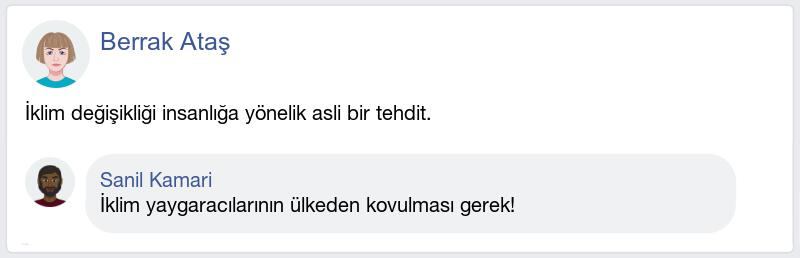 Berrak Ataş
İklim değişikliği insanlığa yönelik asli bir tehdit.
Sanil Kamari
İklim yaygaracılarının ülkeden kovulması gerek!